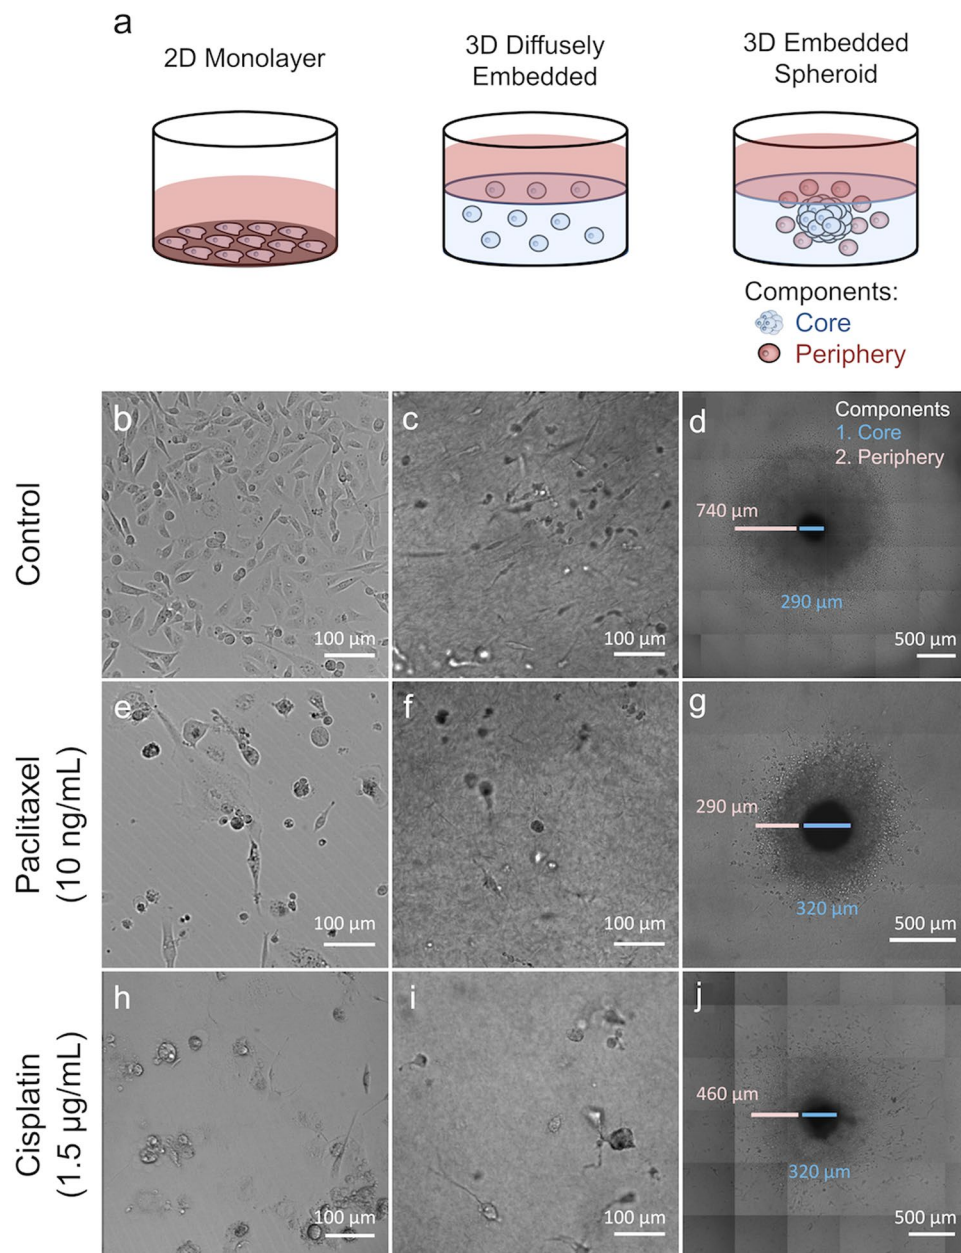 a
2D Monolayer
3D Diffusely
Embedded
3D Embedded
Spheroid
Components:
Core
Periphery
Control
b
100 µm
c
100 µm
d
Components
1. Core
2. Periphery
740 µm
290 µm
500 µm
Paclitaxel
(10 ng/mL)
e
100 µm
f
100 µm
g
290 µm
320 µm
500 µm
Cisplatin
(1.5 µg/mL)
h
100 µm
i
100 µm
j
460 µm
320 µm
500 µm